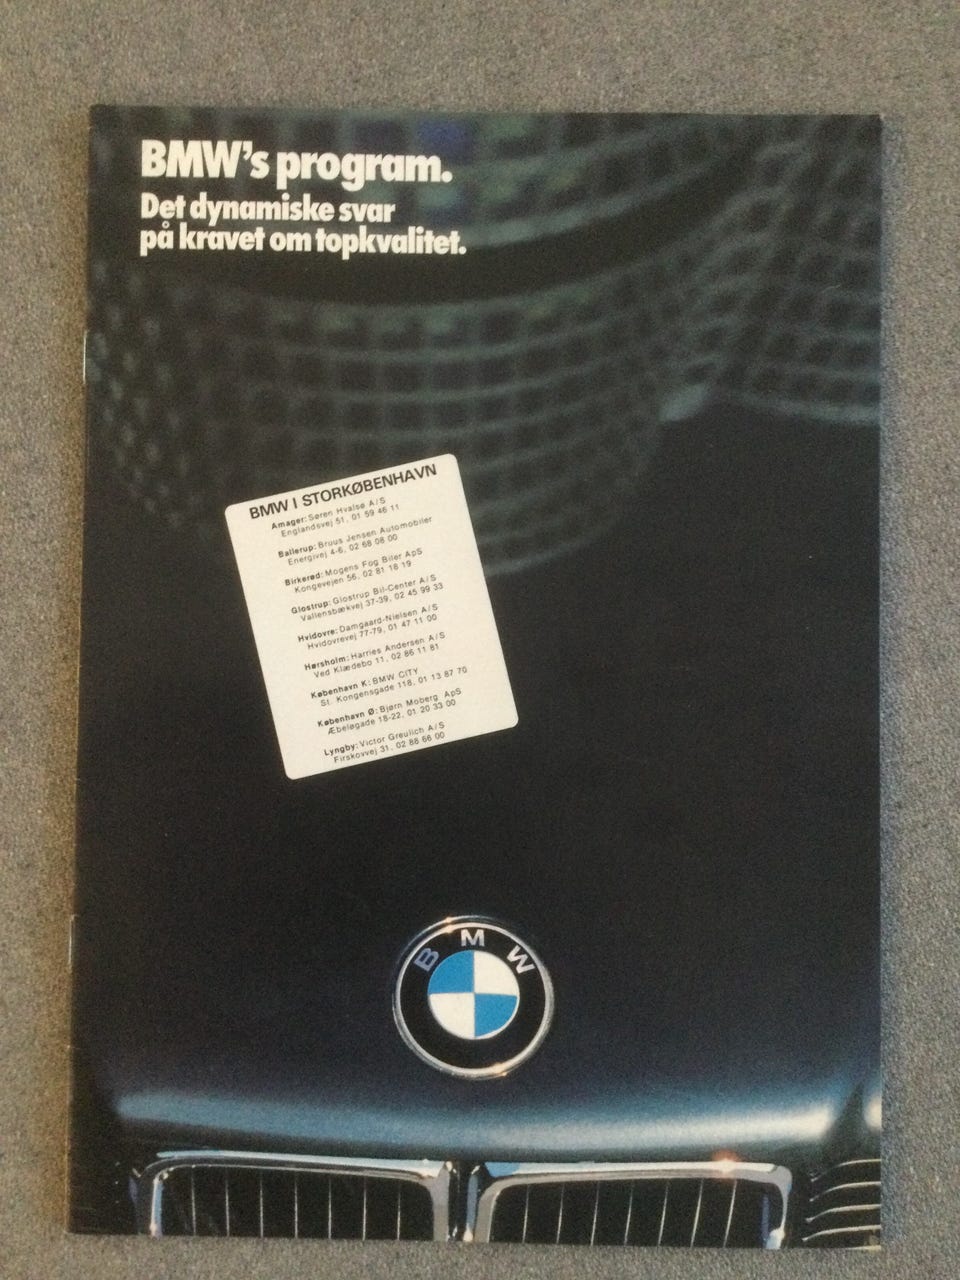 BMW's program.
Det dynamiske svar
på kravet om topkvalitet.
BMW I STORKØBENHAVN
Amager: Søren Hvalsø A/S
Englandsvej 51, 01 59 46 11
Ballerup: Bruus Jensen Automobiler
Energivej 4-6, 02 68 08 00
Birkerød: Mogens Fog Biler ApS
Kongevejen 56, 02 81 18 19
Glostrup: Glostrup Bil-Center A/S
Vallensbækvej 37-39, 02 45 99 33
Hvidovre: Damgaard-Nielsen A/S
Hvidovrevej 77-79, 01 47 11 00
Hørsholm: Harries Andersen A/S
Ved Klædebo 11, 02 86 11 81
København K: BMW CITY
St. Kongensgade 118, 01 13 87 70
København Ø: Bjørn Moberg ApS
Æbeløgade 18-22, 01 20 33 00
Lyngby: Victor Greulich A/S
Firskovvej 31, 02 88 66 00
BMW